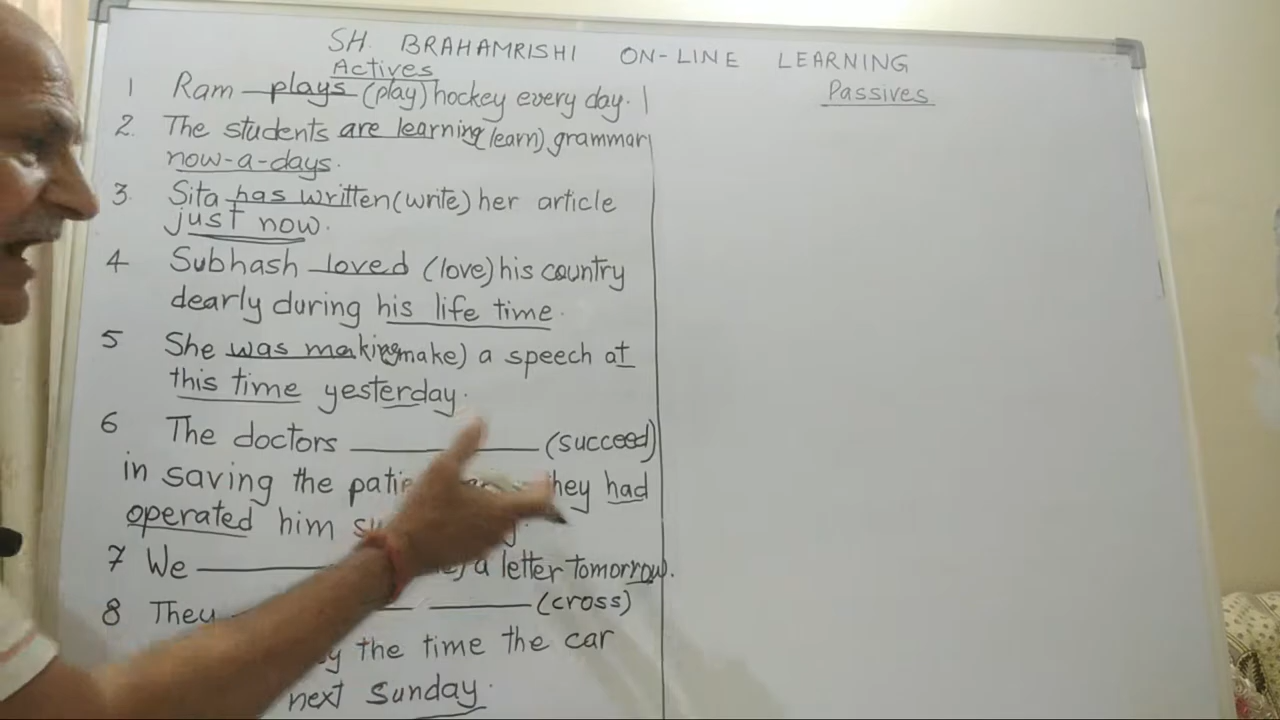 SH. BRAHAMRISHI ON-LINE LEARNING
Actives
Passives
1 Ram plays (play) hockey every day.
2. The students are learning (learn) grammar
now-a-days.
3. Sita has written (write) her article
just now.
4 Subhash loved (love) his country
dearly during his life time.
5 She was making make) a speech at
this time yesterday.
6 The doctors __________ (succeed)
in saving the they had
operated him
7 We __________ a letter tomorrow.
8 They __________ __________ (cross)
the time the car
next Sunday.